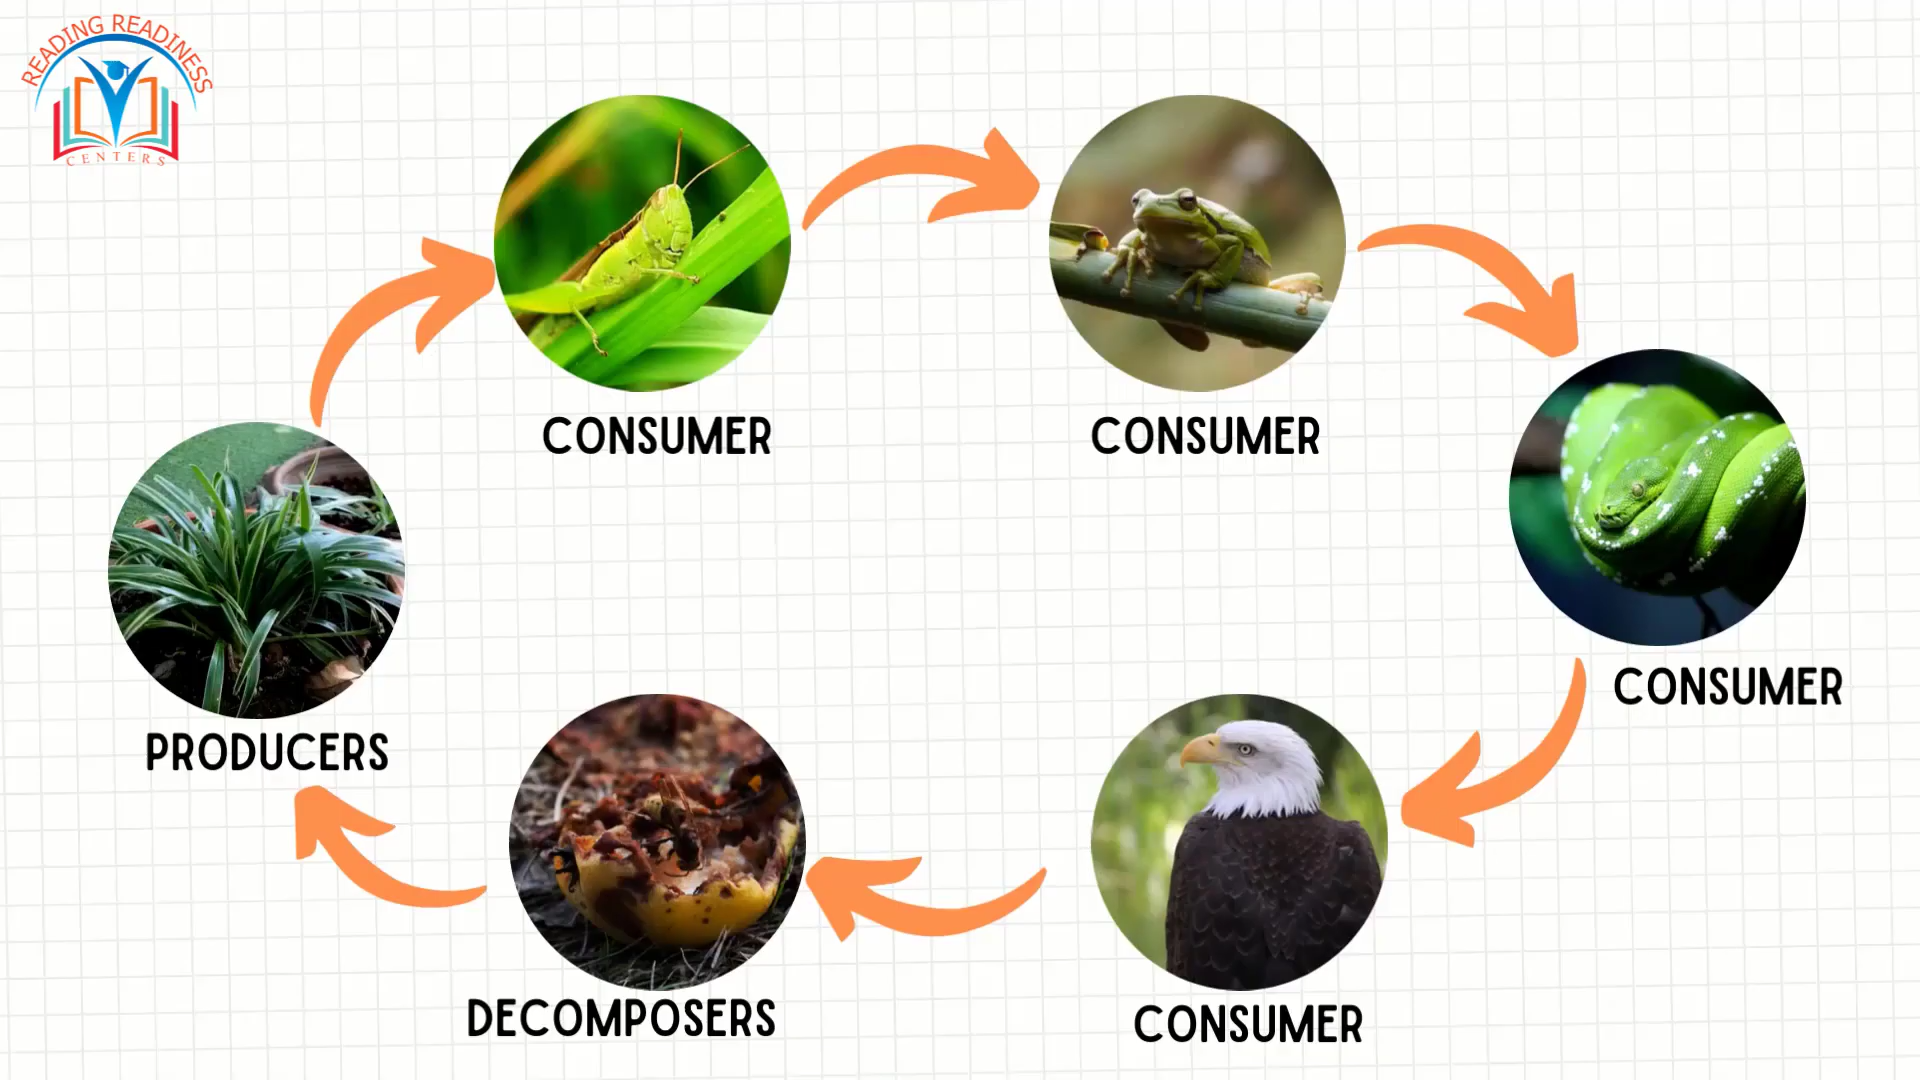 READING READINESS
CENTERS
CONSUMER
CONSUMER
CONSUMER
PRODUCERS
DECOMPOSERS
CONSUMER